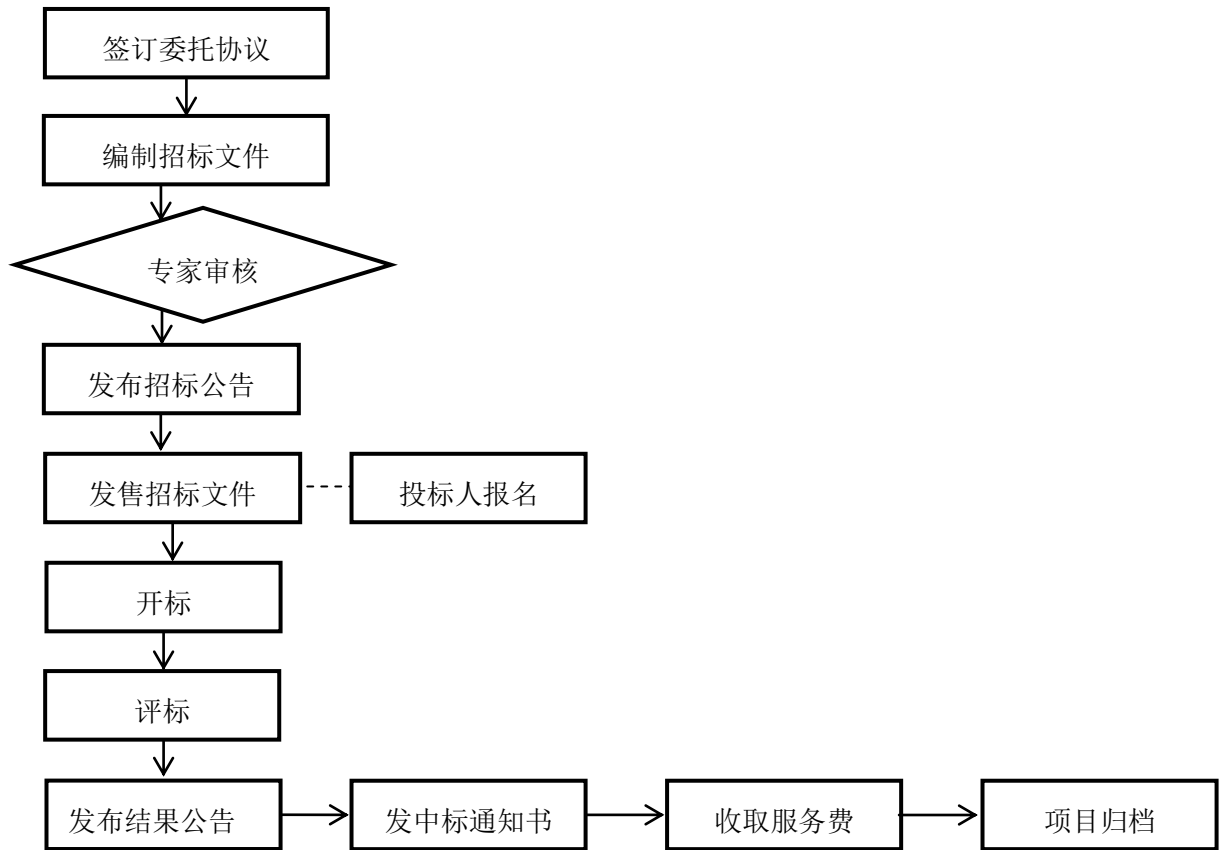 签订委托协议
编制招标文件
专家审核
发布招标公告
发售招标文件
投标人报名
开标
评标
发布结果公告
发中标通知书
收取服务费
项目归档